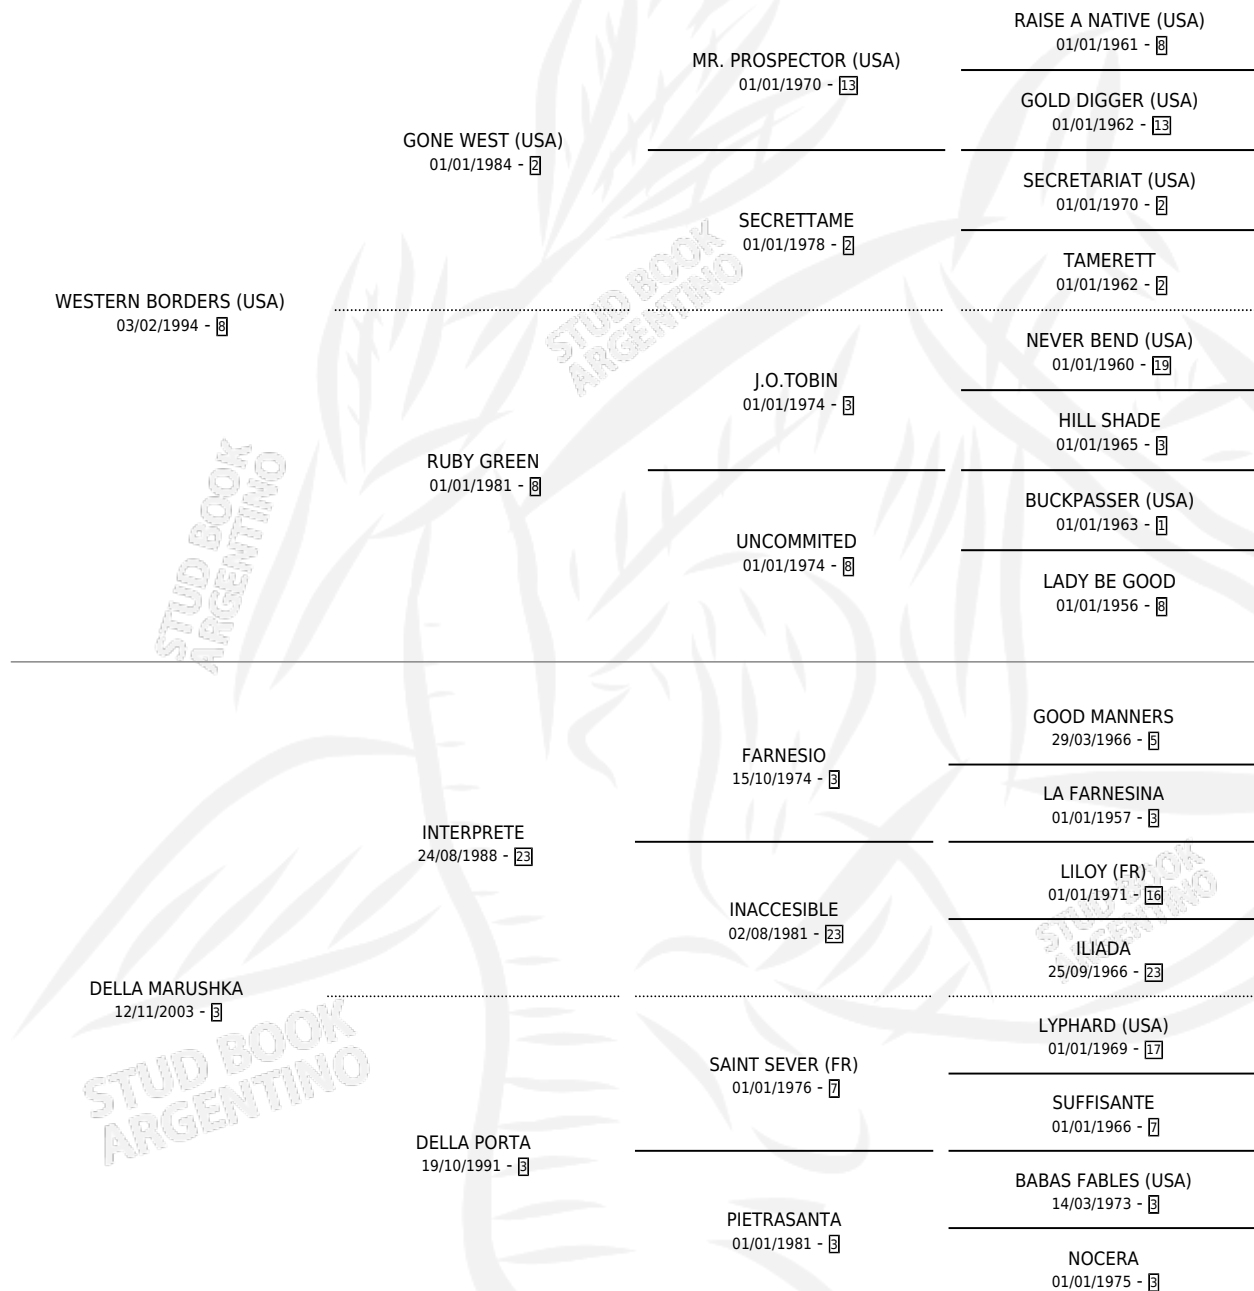 RAISE A NATIVE (USA)
01/01/1961 - 8
MR. PROSPECTOR (USA)
01/01/1970 - 13
GOLD DIGGER (USA)
01/01/1962 - 13
GONE WEST (USA)
01/01/1984 - 2
SECRETARIAT (USA)
01/01/1970 - 2
SECRETTAME
01/01/1978 - 2
TAMERETT
01/01/1962 - 2
WESTERN BORDERS (USA)
03/02/1994 - 8
NEVER BEND (USA)
01/01/1960 - 19
J.O.TOBIN
01/01/1974 - 3
HILL SHADE
01/01/1965 - 3
RUBY GREEN
01/01/1981 - 8
BUCKPASSER (USA)
01/01/1963 - 1
UNCOMMITED
01/01/1974 - 8
LADY BE GOOD
01/01/1956 - 8
GOOD MANNERS
29/03/1966 - 5
FARNESIO
15/10/1974 - 3
LA FARNESINA
01/01/1957 - 3
INTERPRETE
24/08/1988 - 23
LILOY (FR)
01/01/1971 - 16
INACCESIBLE
02/08/1981 - 23
ILIADA
25/09/1966 - 23
DELLA MARUSHKA
12/11/2003 - 3
LYPHARD (USA)
01/01/1969 - 17
SAINT SEVER (FR)
01/01/1976 - 7
SUFFISANTE
01/01/1966 - 7
DELLA PORTA
19/10/1991 - 3
BABAS FABLES (USA)
14/03/1973 - 3
PIETRASANTA
01/01/1981 - 3
NOCERA
01/01/1975 - 3
STUD BOOK
ARGENTINO
STUD BOOK
ARGENTINO
STUD BOOK
ARGENTINO
STUD BOOK
ARGENTINO